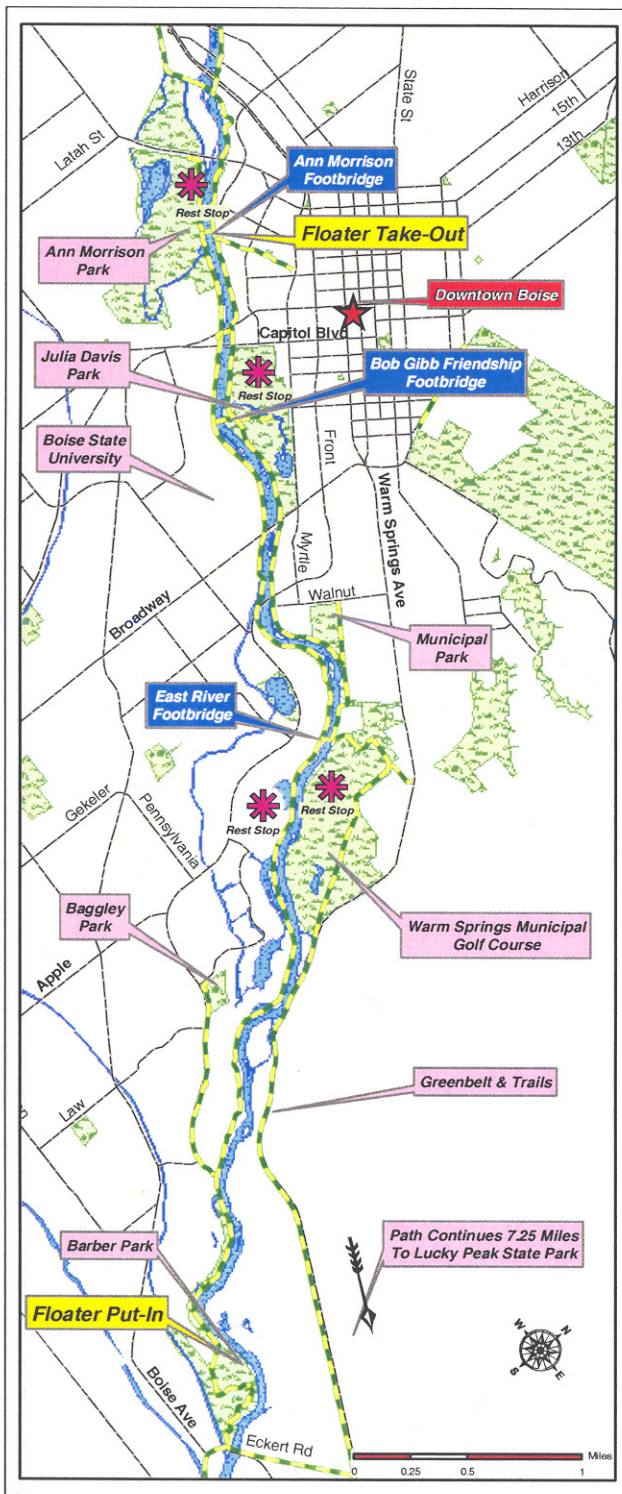 State St
Harrison
15th
13th
Latah St
Ann Morrison
Footbridge
Rest Stop
Floater Take-Out
Ann Morrison
Park
Downtown Boise
Capitol Blvd
Julia Davis
Park
Bob Gibb Friendship
Footbridge
Rest Stop
Boise State
University
Front
Warm Springs Ave
Myrtle
Walnut
Broadway
Municipal
Park
East River
Footbridge
Rest Stop
Rest Stop
Gekeler
Pennsylvania
Baggley
Park
Warm Springs Municipal
Golf Course
Apple
Greenbelt & Trails
Law
Barber Park
Path Continues 7.25 Miles
To Lucky Peak State Park
Floater Put-In
W
N
S
E
Boise Ave
Eckert Rd
Miles
0
0.25
0.5
1